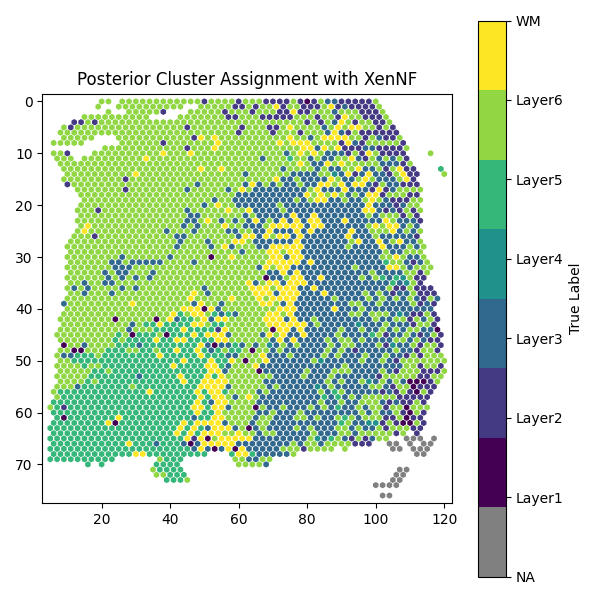 Posterior Cluster Assignment with XenNF
0
10
20
30
40
50
60
70
20
40
60
80
100
120
WM
Layer6
Layer5
Layer4
Layer3
Layer2
Layer1
NA
True Label